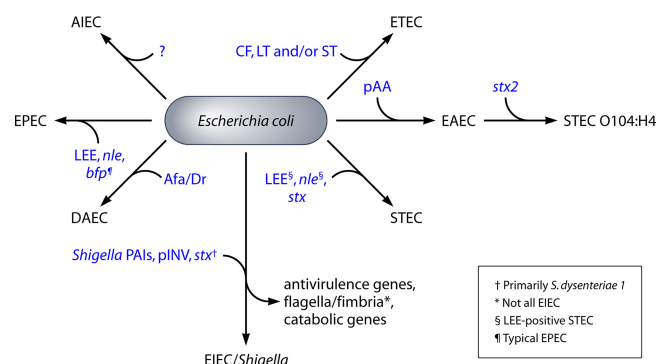 AIEC
?
CF, LT and/or ST
ETEC
pAA
stx2
EPEC
Escherichia coli
EAEC
STEC O104:H4
LEE, nle,
bfp¶
Afa/Dr
LEE§, nle§,
stx
DAEC
STEC
Shigella PAIs, pINV, stx†
antivirulence genes,
flagella/fimbria*,
catabolic genes
† Primarily S. dysenteriae 1
* Not all EIEC
§ LEE-positive STEC
¶ Typical EPEC
EIEC/Shigella